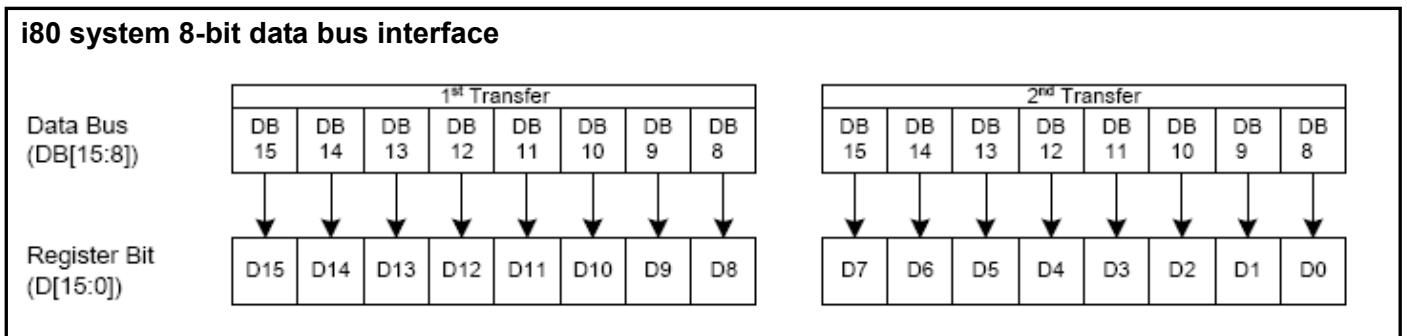 i80 system 8-bit data bus interface
1st Transfer 2nd Transfer
Data Bus
(DB[15:8])
DB DB DB DB DB DB DB DB DB DB DB DB DB DB DB DB
15 14 13 12 11 10 9 8 15 14 13 12 11 10 9 8
Register Bit
(D[15:0])
D15 D14 D13 D12 D11 D10 D9 D8 D7 D6 D5 D4 D3 D2 D1 D0